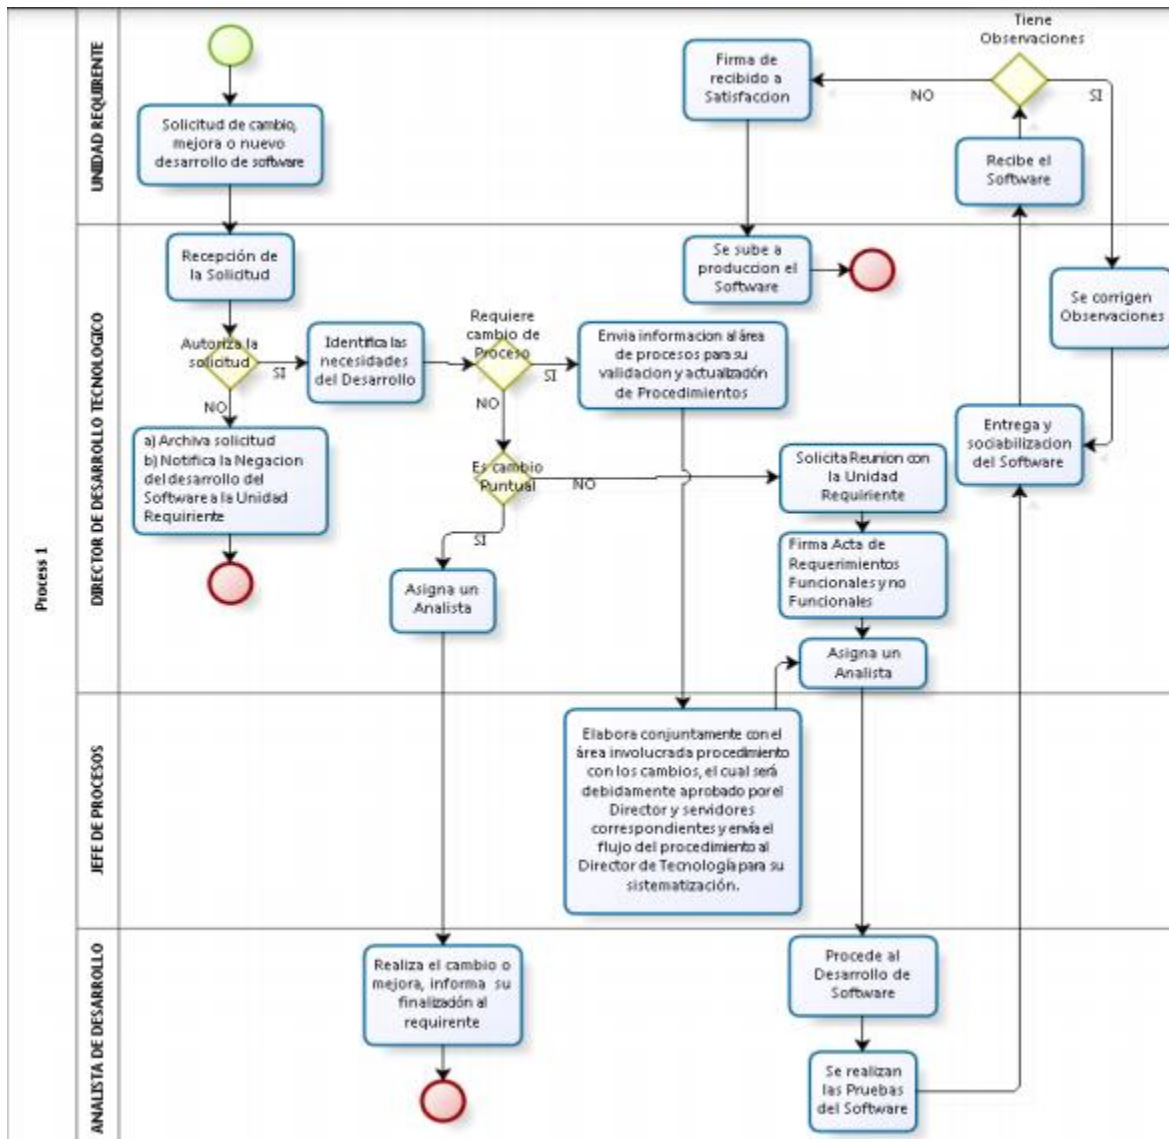 Process 1
UNIDAD REQUIRENTE
Solicitud de cambio,
mejora o nuevo
desarrollo de software
Firma de
recibido a
Satisfaccion
Tiene
Observaciones
NO
SI
Recibe el
Software
DIRECTOR DE DESARROLLO TECNOLOGICO
Recepción de
la Solicitud
Autoriza la
solicitud
SI
NO
Identifica las
necesidades
del Desarrollo
Requiere
cambio de
Proceso
SI
NO
Envia informacion al área
de procesos para su
validacion y actualización
de Procedimientos
Se sube a
produccion el
Software
Se corrigen
Observaciones
a) Archiva solicitud
b) Notifica la Negacion
del desarrollo del
Software a la Unidad
Requiriente
Es cambio
Puntual
NO
SI
Solicita Reunion con
la Unidad
Requiriente
Entrega y
sociabilizacion
del Software
Firma Acta de
Requerimientos
Funcionales y no
Funcionales
Asigna un
Analista
Asigna un
Analista
JEFE DE PROCESOS
Elabora conjuntamente con el
área involucrada procedimiento
con los cambios, el cual será
debidamente aprobado por el
Director y servidores
correspondientes y envía el
flujo del procedimiento al
Director de Tecnología para su
sistematización.
ANALISTA DE DESARROLLO
Realiza el cambio o
mejora, informa su
finalización al
requirente
Procede al
Desarrollo de
Software
Se realizan
las Pruebas
del Software